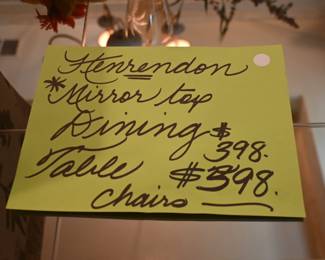 Henrendon
*Mirror top
Dining $
398.
Table $398.
chairs